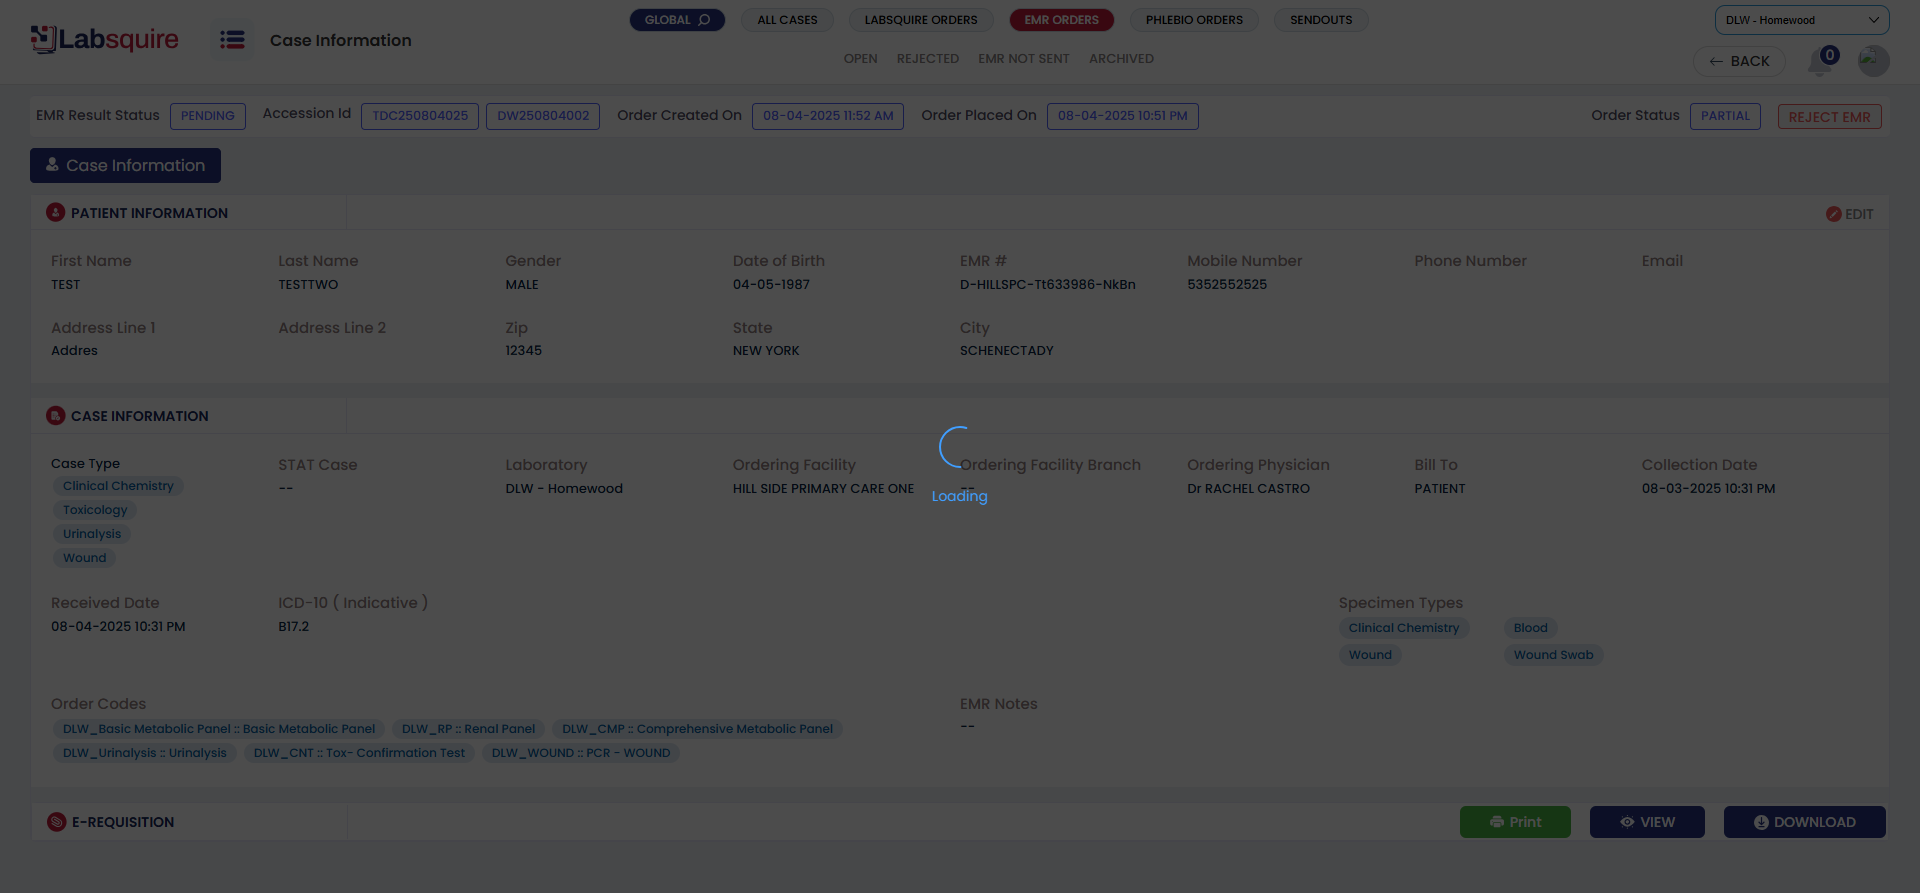 Labsquire
Case Information
GLOBAL
ALL CASES
LABSQUIRE ORDERS
EMR ORDERS
PHLEBIO ORDERS
SENDOUTS
DLW - Homewood
OPEN
REJECTED
EMR NOT SENT
ARCHIVED
BACK
0
EMR Result Status PENDING Accession Id TDC250804025 DW250804002 Order Created On 08-04-2025 11:52 AM Order Placed On 08-04-2025 10:51 PM Order Status PARTIAL REJECT EMR
Case Information
PATIENT INFORMATION
EDIT
First Name Last Name Gender Date of Birth EMR # Mobile Number Phone Number Email
TEST TESTTWO MALE 04-05-1987 D-HILLSPC-Tt633986-NkBn 5352552525
Address Line 1 Address Line 2 Zip State City
Addres 12345 NEW YORK SCHENECTADY
CASE INFORMATION
Case Type STAT Case Laboratory Ordering Facility Ordering Facility Branch Ordering Physician Bill To Collection Date
Clinical Chemistry -- DLW - Homewood HILL SIDE PRIMARY CARE ONE -- Dr RACHEL CASTRO PATIENT 08-03-2025 10:31 PM
Loading
Toxicology
Urinalysis
Wound
Received Date ICD-10 ( Indicative ) Specimen Types
08-04-2025 10:31 PM B17.2 Clinical Chemistry Blood
Wound Wound Swab
Order Codes EMR Notes
DLW_Basic Metabolic Panel :: Basic Metabolic Panel DLW_RP :: Renal Panel DLW_CMP :: Comprehensive Metabolic Panel --
DLW_Urinalysis :: Urinalysis DLW_CNT :: Tox- Confirmation Test DLW_WOUND :: PCR - WOUND
E-REQUISITION
Print
VIEW
DOWNLOAD